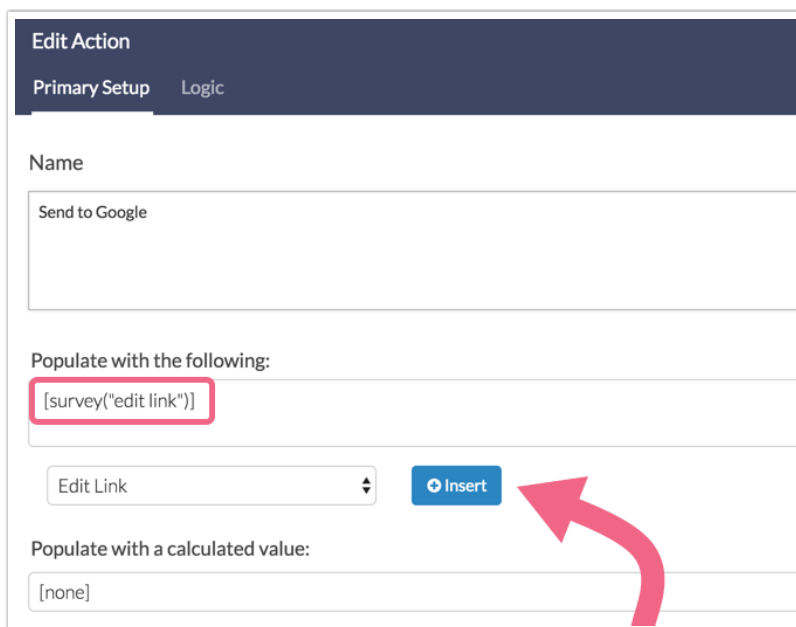 Edit Action
Primary Setup Logic
Name
Send to Google
Populate with the following:
[survey("edit link")]
Edit Link Insert
Populate with a calculated value:
[none]